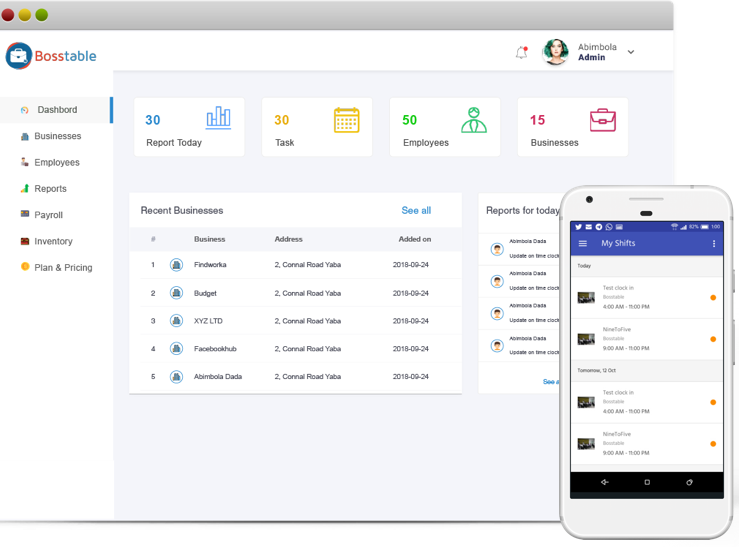 Bosstable
Abimbola
Admin
Dashbord
Businesses
Employees
Reports
Payroll
Inventory
Plan & Pricing
30
Report Today
30
Task
50
Employees
15
Businesses
Recent Businesses
See all
# Business Address Added on
1 Findworka 2, Connal Road Yaba 2018-09-24
2 Budget 2, Connal Road Yaba 2018-09-24
3 XYZ LTD 2, Connal Road Yaba 2018-09-24
4 Facebookhub 2, Connal Road Yaba 2018-09-24
5 Abimbola Dada 2, Connal Road Yaba 2018-09-24
Reports for today
Abimbola Dada
Update on time clock
Abimbola Dada
Update on time clock
Abimbola Dada
Update on time clock
Abimbola Dada
Update on time clock
See a
62% 1:00
My Shifts
Today
Test clock in
Bosstable
4:00 AM - 11:00 PM
NineToFive
Bosstable
9:00 AM - 11:00 PM
Tomorrow, 12 Oct
Test clock in
Bosstable
4:00 AM - 11:00 PM
NineToFive
Bosstable
9:00 AM - 11:00 PM